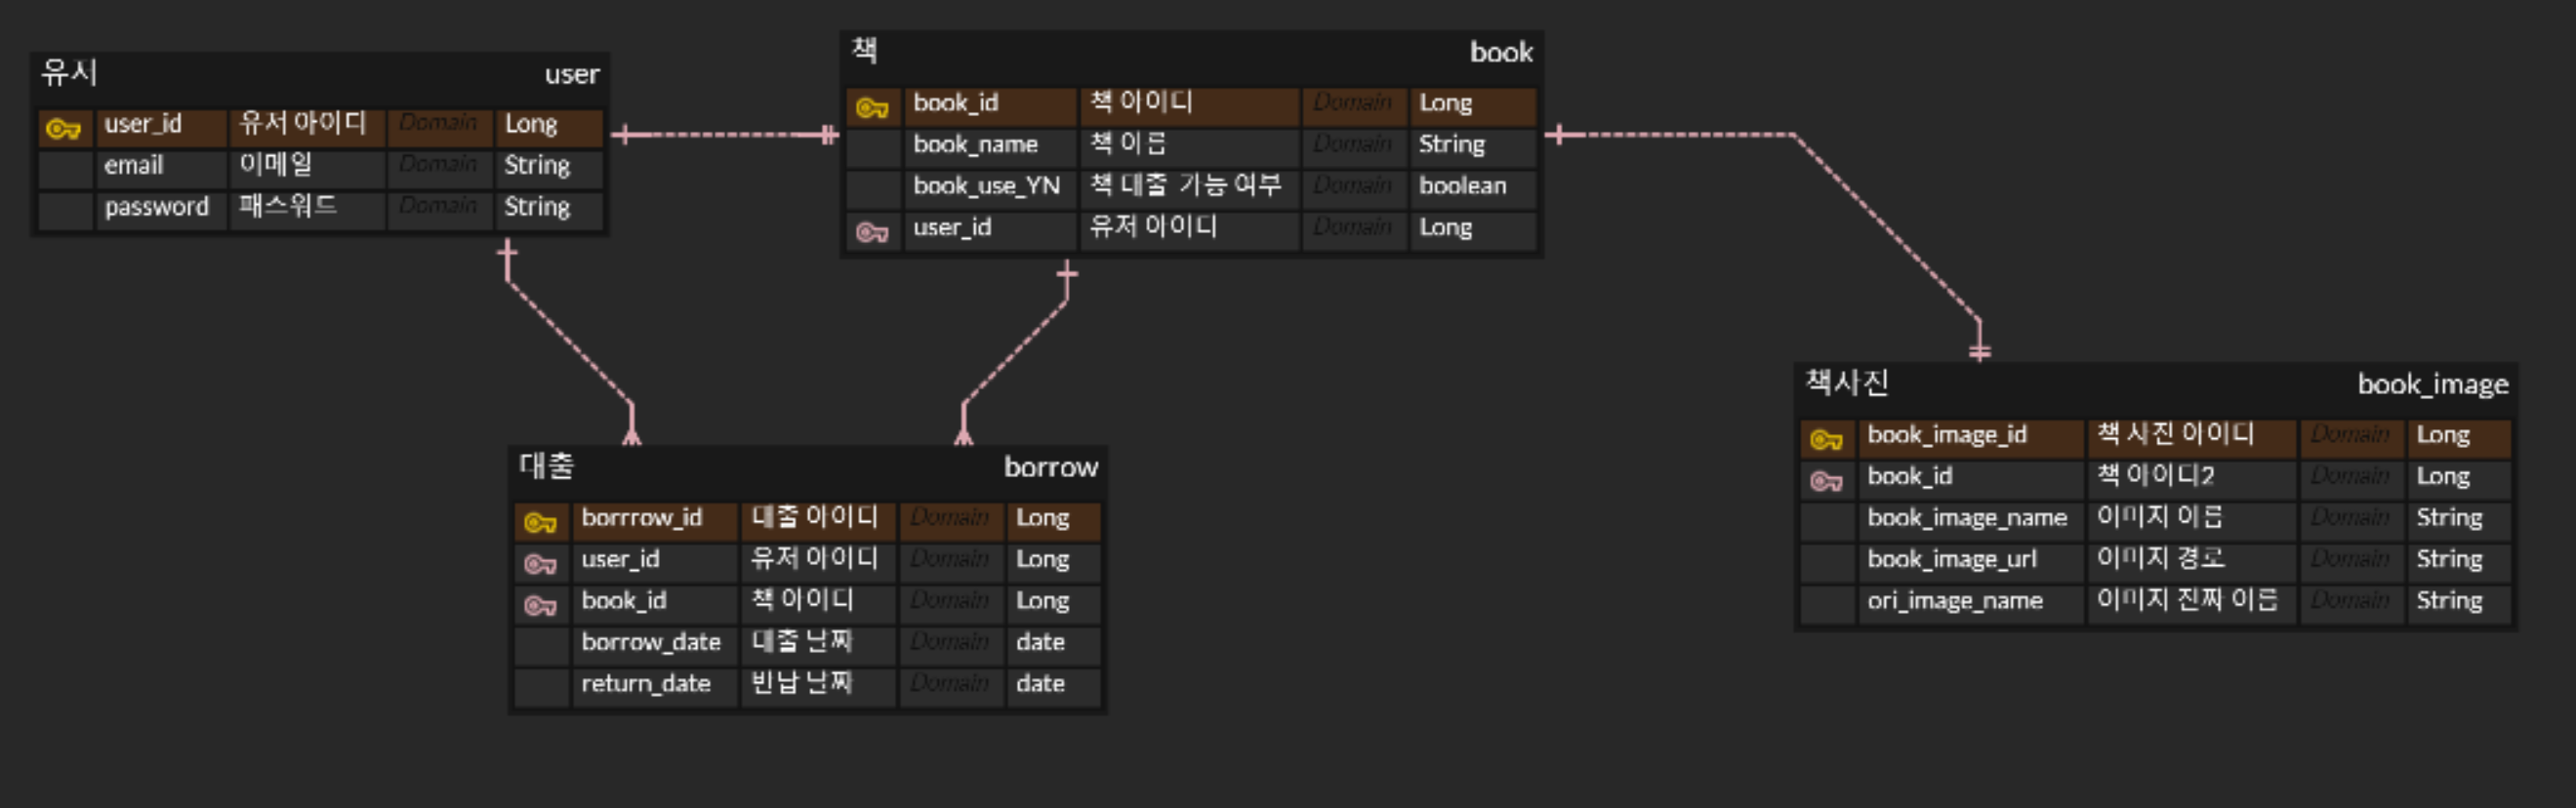 유저 user
user_id 유저 아이디 Domain Long
email 이메일 Domain String
password 패스워드 Domain String
책 book
book_id 책 아이디 Domain Long
book_name 책 이름 Domain String
book_use_YN 책 대출 가능 여부 Domain boolean
user_id 유저 아이디 Domain Long
대출 borrow
borrrow_id 대출 아이디 Domain Long
user_id 유저 아이디 Domain Long
book_id 책 아이디 Domain Long
borrow_date 대출 날짜 Domain date
return_date 반납 날짜 Domain date
책사진 book_image
book_image_id 책 사진 아이디 Domain Long
book_id 책 아이디2 Domain Long
book_image_name 이미지 이름 Domain String
book_image_url 이미지 경로 Domain String
ori_image_name 이미지 진짜 이름 Domain String